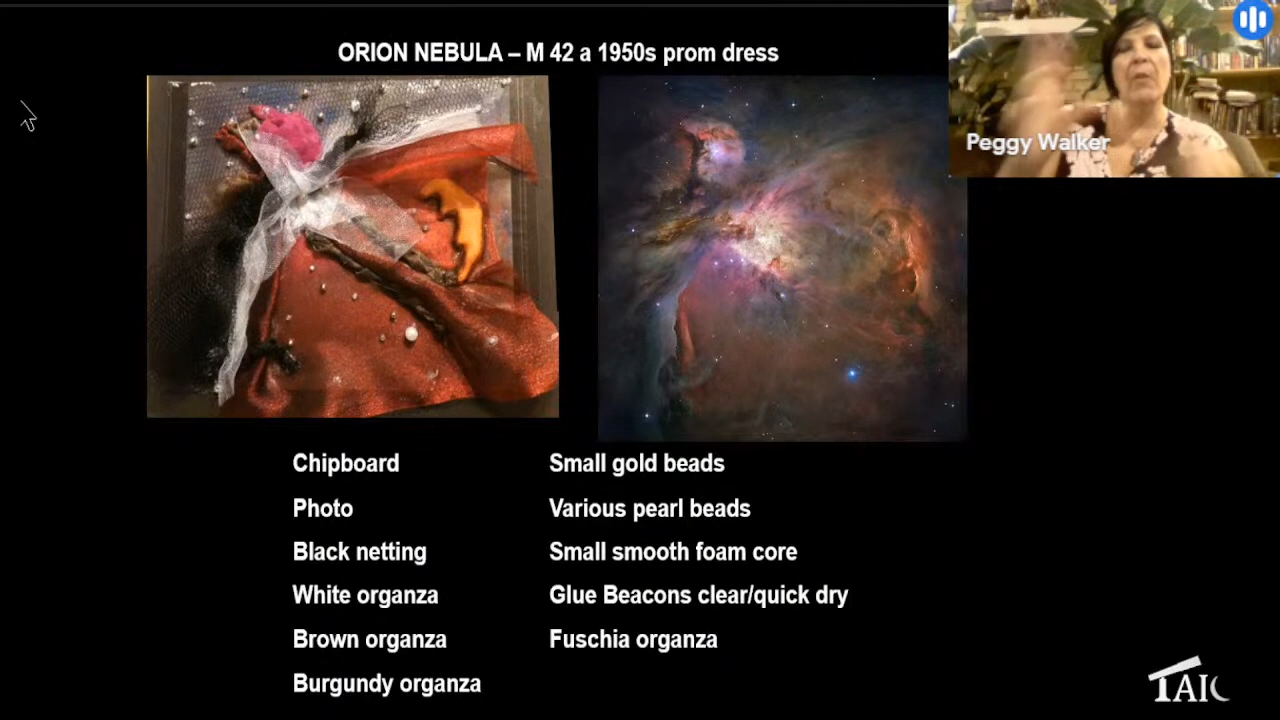 ORION NEBULA – M 42 a 1950s prom dress
Peggy Walker
Chipboard
Photo
Black netting
White organza
Brown organza
Burgundy organza
Small gold beads
Various pearl beads
Small smooth foam core
Glue Beacons clear/quick dry
Fuschia organza
TAIC